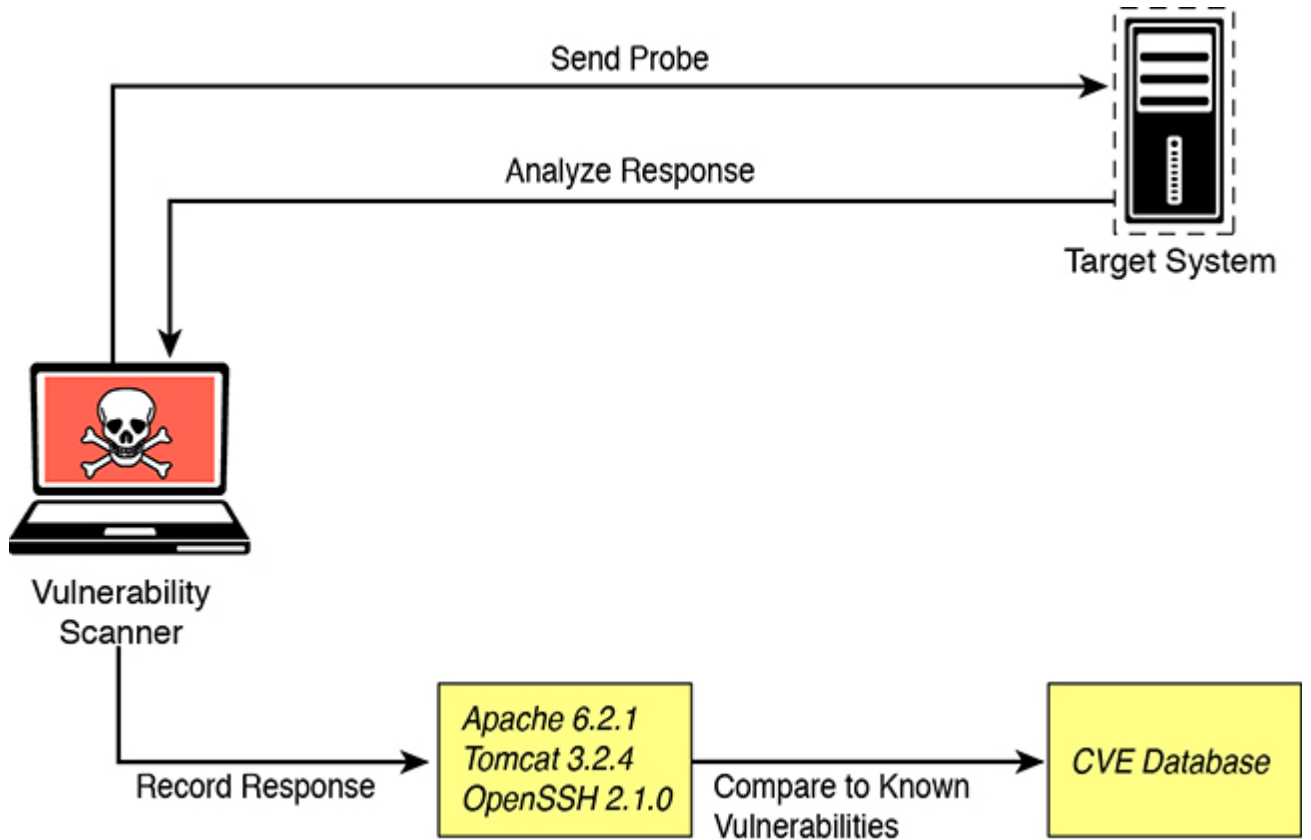 Send Probe
Analyze Response
Target System
Vulnerability
Scanner
Record Response
Apache 6.2.1
Tomcat 3.2.4
OpenSSH 2.1.0
Compare to Known
Vulnerabilities
CVE Database